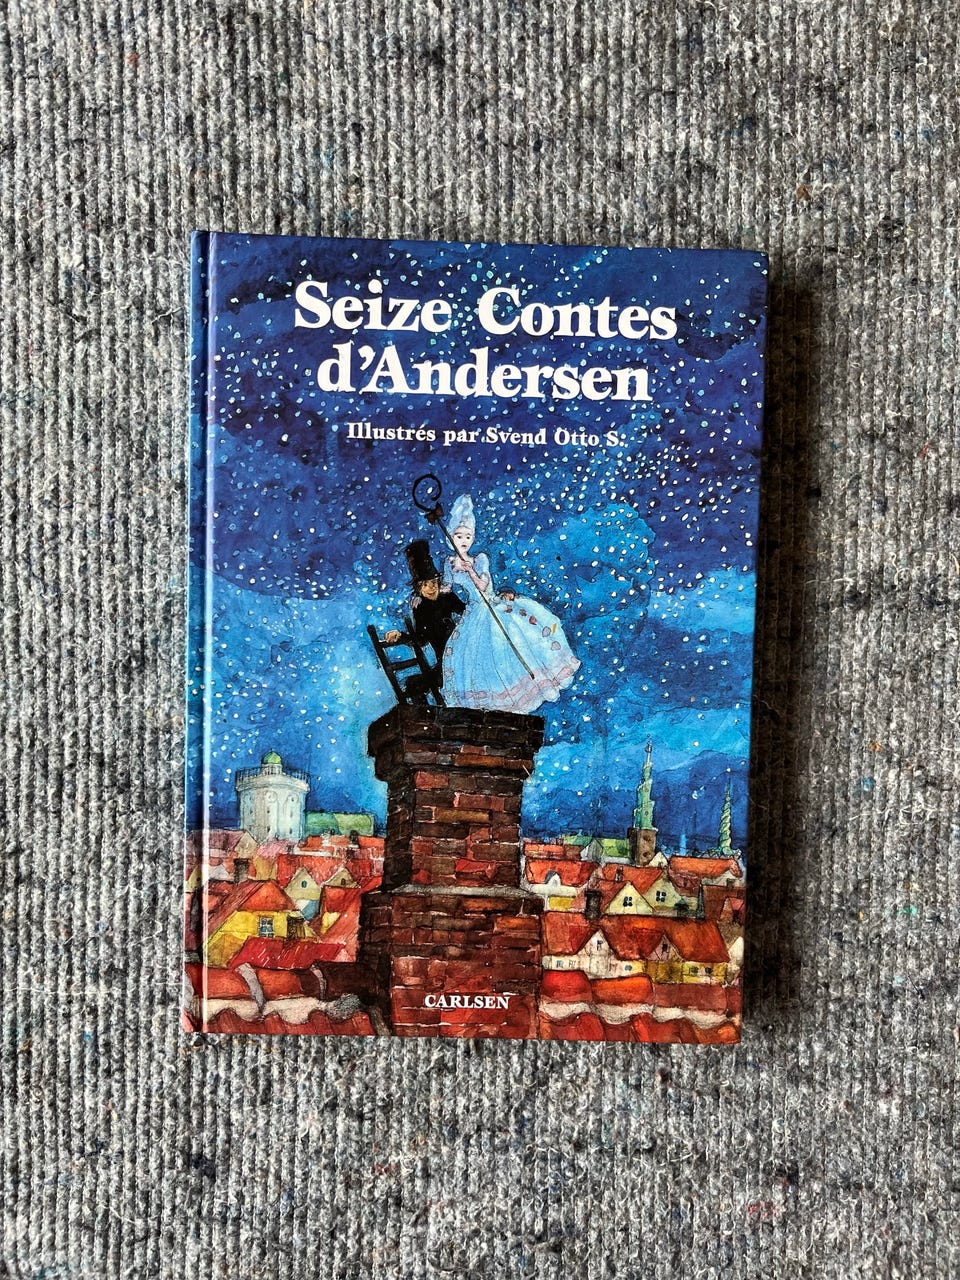 Seize Contes
d'Andersen
Illustrés par Svend Otto S.
CARLSEN